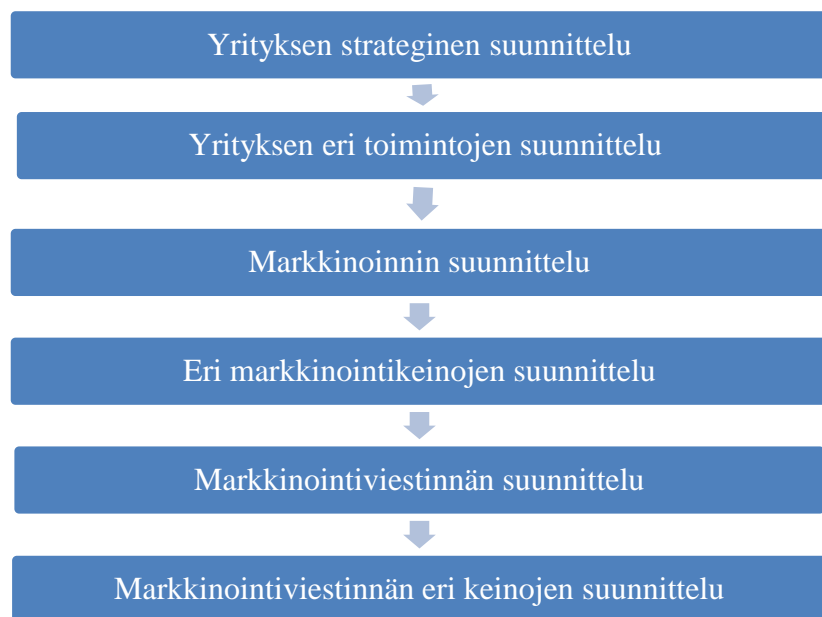 Yrityksen strateginen suunnittelu
Yrityksen eri toimintojen suunnittelu
Markkinoinnin suunnittelu
Eri markkinointikeinojen suunnittelu
Markkinointiviestinnän suunnittelu
Markkinointiviestinnän eri keinojen suunnittelu